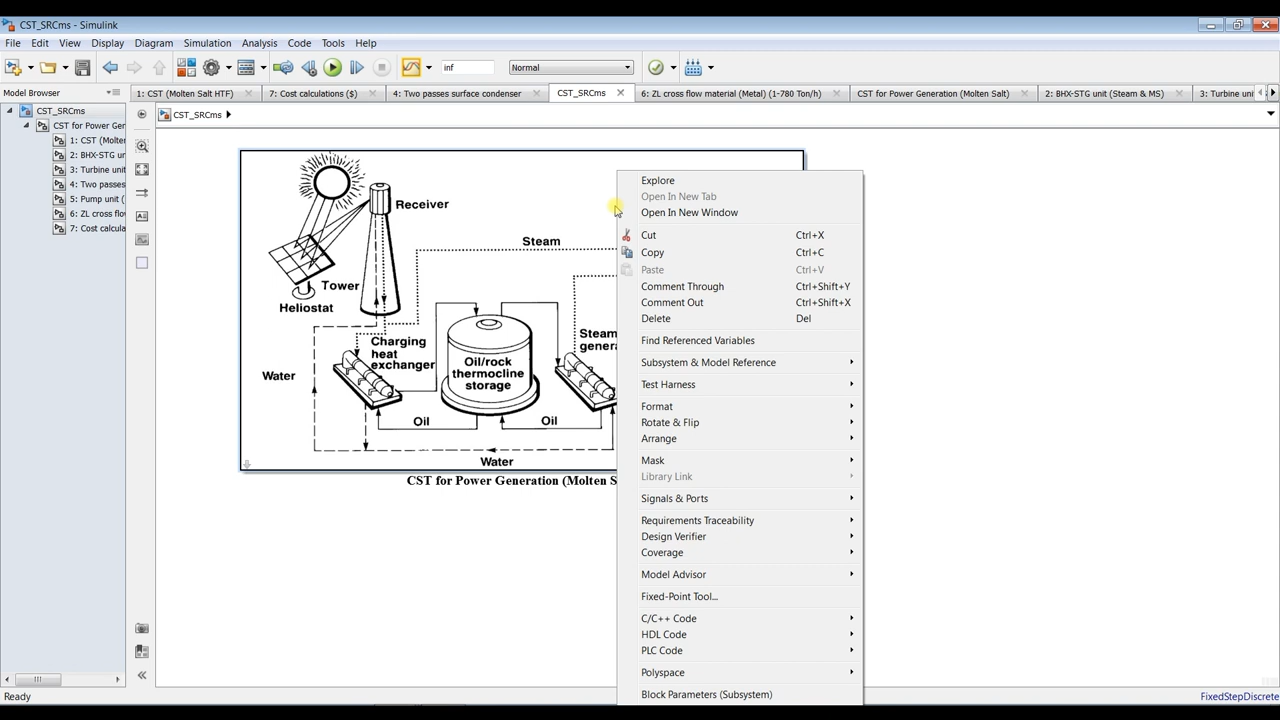 CST_SRCms - Simulink
File Edit View Display Diagram Simulation Analysis Code Tools Help
inf Normal
Model Browser
1: CST (Molten Salt HTF) 7: Cost calculations ($) 4: Two passes surface condenser CST_SRCms 6: ZL cross flow material (Metal) (1-780 Ton/h) CST for Power Generation (Molten Salt) 2: BHX-STG unit (Steam & MS) 3: Turbine uni
CST_SRCms
CST for Power Ger
1: CST (Molten
2: BHX-STG un
3: Turbine unit
4: Two passes
5: Pump unit (
6: ZL cross flo
7: Cost calcula
CST_SRCms
Receiver
Steam
Tower
Heliostat
Charging
heat
exchanger
Steam
genera
Oil/rock
thermocline
storage
Water
Oil
Oil
Water
CST for Power Generation (Molten S
Explore
Open In New Tab
Open In New Window
Cut Ctrl+X
Copy Ctrl+C
Paste Ctrl+V
Comment Through Ctrl+Shift+Y
Comment Out Ctrl+Shift+X
Delete Del
Find Referenced Variables
Subsystem & Model Reference
Test Harness
Format
Rotate & Flip
Arrange
Mask
Library Link
Signals & Ports
Requirements Traceability
Design Verifier
Coverage
Model Advisor
Fixed-Point Tool...
C/C++ Code
HDL Code
PLC Code
Polyspace
Block Parameters (Subsystem)
Ready
FixedStepDiscrete